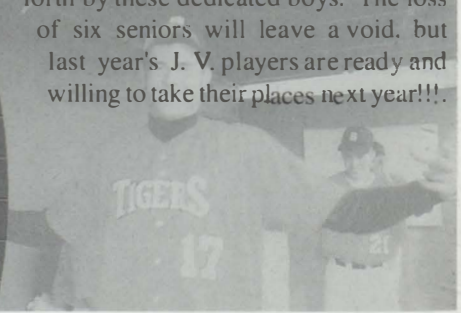 forth by these dedicated boys. The loss
of six seniors will leave a void. but
last year's J. V. players are ready and
willing to take their places next year!!!.
TIGERS
17
21